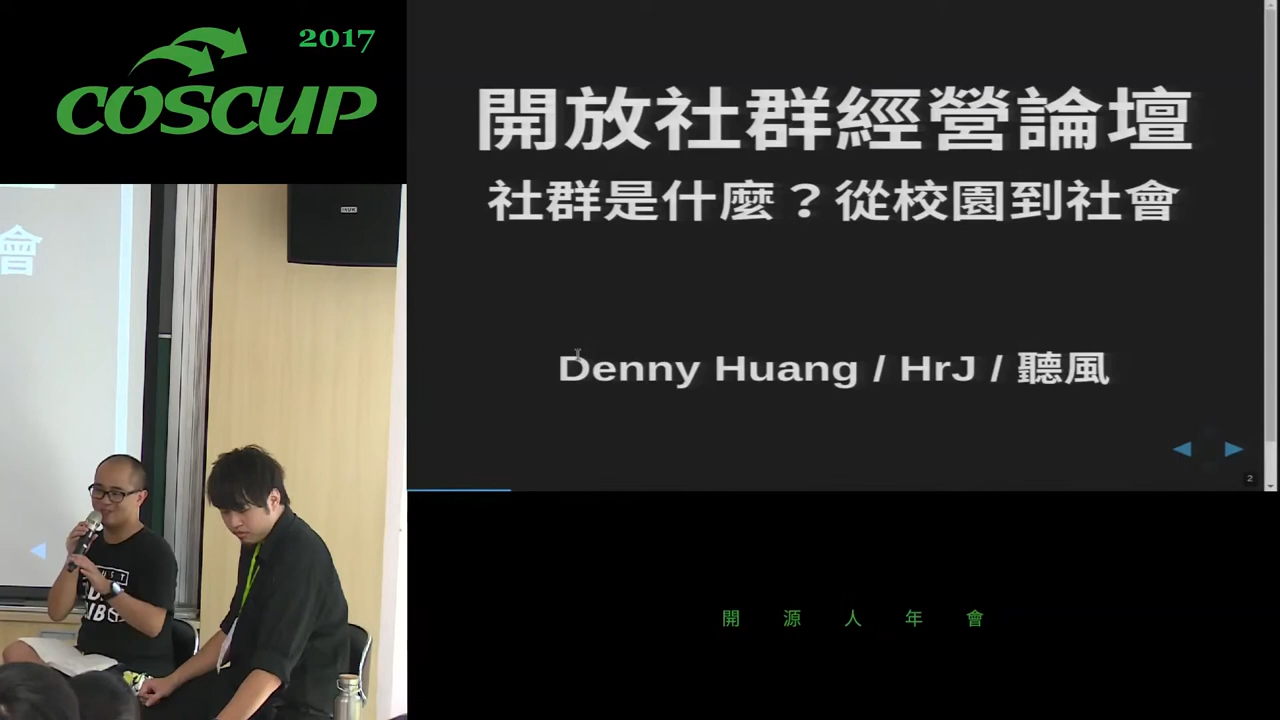 2017
COSCUP
開放社群經營論壇
社群是什麼？從校園到社會
Denny Huang / HrJ / 聽風
2
會
開源人年會